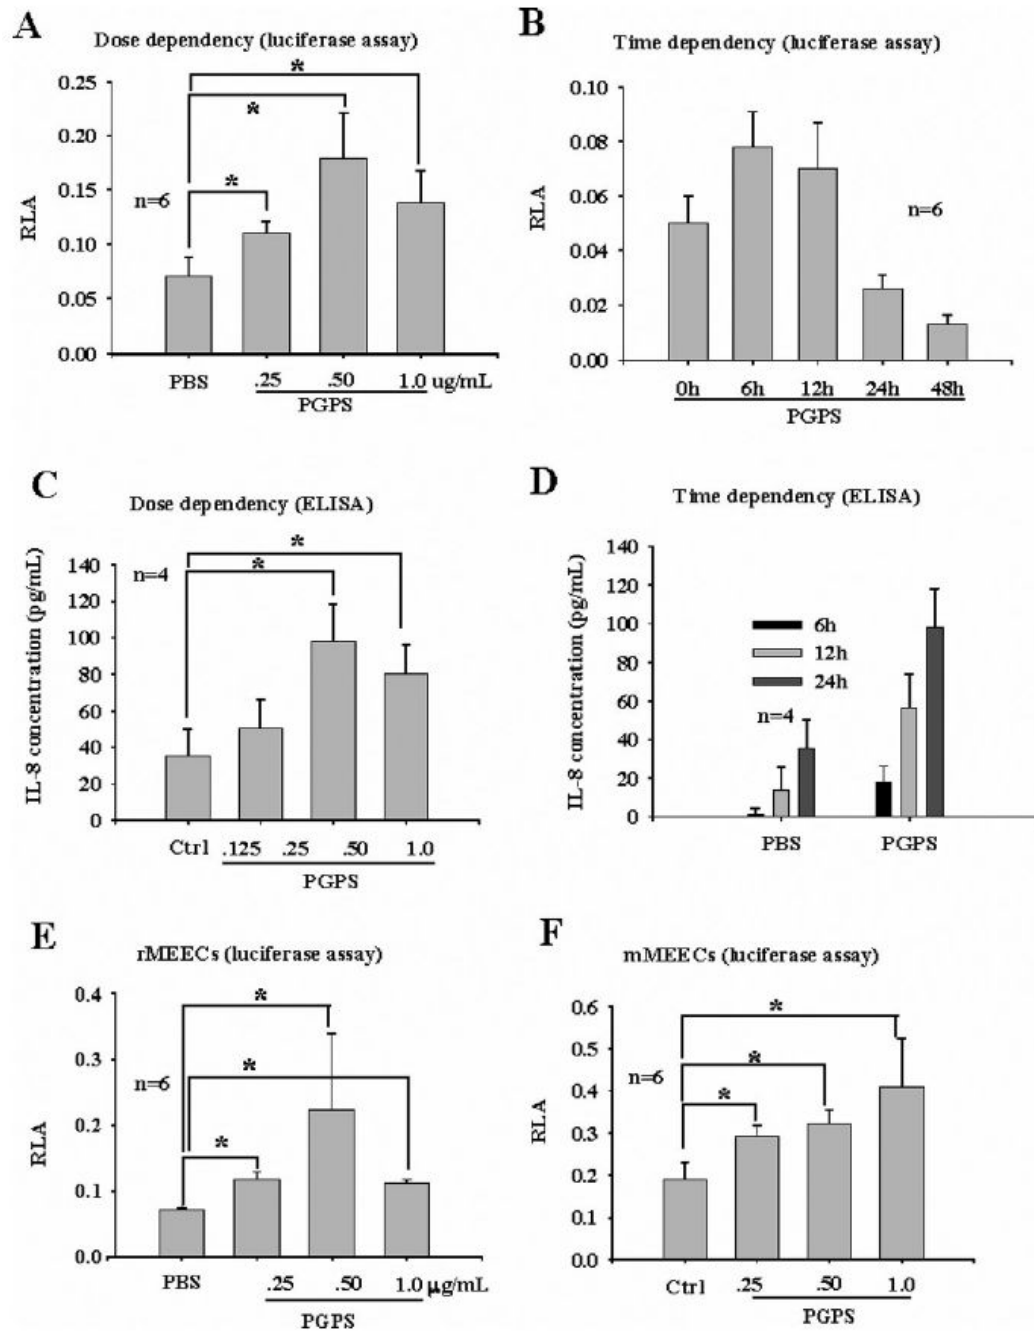 A
Dose dependency (luciferase assay)
0.25
0.20
0.15
0.10
0.05
0.00
RLA
n=6
*
*
*
PBS .25 .50 1.0 ug/mL
PGPS
B
Time dependency (luciferase assay)
0.10
0.08
0.06
0.04
0.02
0.00
RLA
n=6
0h 6h 12h 24h 48h
PGPS
C
Dose dependency (ELISA)
140
120
100
80
60
40
20
0
IL-8 concentration (pg/mL)
n=4
*
*
Ctrl .125 .25 .50 1.0
PGPS
D
Time dependency (ELISA)
140
120
100
80
60
40
20
0
IL-8 concentration (pg/mL)
6h
12h
24h
n=4
PBS PGPS
E
rMEECs (luciferase assay)
0.4
0.3
0.2
0.1
0.0
RLA
n=6
*
*
*
PBS .25 .50 1.0 μg/mL
PGPS
F
mMEECs (luciferase assay)
0.6
0.5
0.4
0.3
0.2
0.1
0.0
RLA
n=6
*
*
*
Ctrl .25 .50 1.0
PGPS